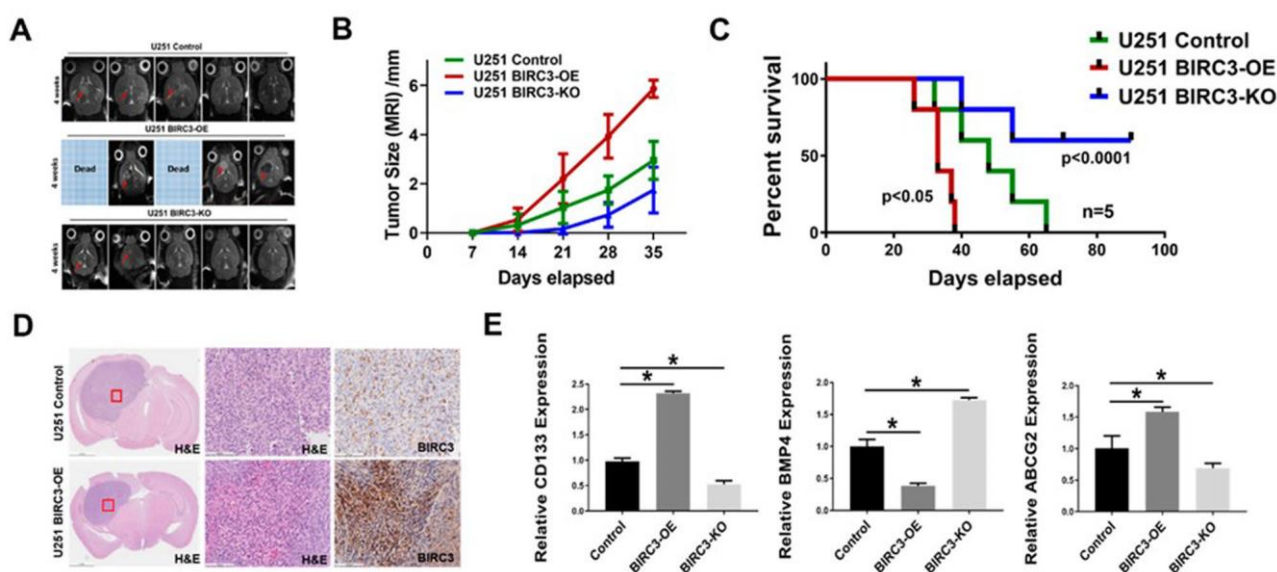 A
U251 Control
4 weeks
U251 BIRC3-OE
4 weeks
Dead
Dead
U251 BIRC3-KO
4 weeks
B
Tumor Size (MRI) /mm
6
4
2
0
U251 Control
U251 BIRC3-OE
U251 BIRC3-KO
0 7 14 21 28 35
Days elapsed
C
U251 Control
U251 BIRC3-OE
U251 BIRC3-KO
Percent survival
100
50
0
p<0.0001
p<0.05
n=5
0 20 40 60 80 100
Days elapsed
D
U251 Control
H&E
H&E
BIRC3
U251 BIRC3-OE
H&E
H&E
BIRC3
E
Relative CD133 Expression
2.5
2.0
1.5
1.0
0.5
0.0
*
*
Control
BIRC3-OE
BIRC3-KO
Relative BMP4 Expression
2.0
1.5
1.0
0.5
0.0
*
*
Control
BIRC3-OE
BIRC3-KO
Relative ABCG2 Expression
2.0
1.5
1.0
0.5
0.0
*
*
Control
BIRC3-OE
BIRC3-KO